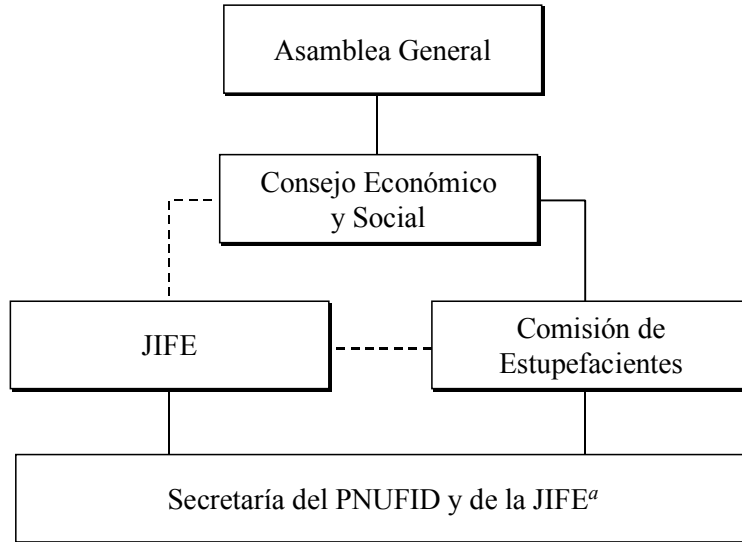 Asamblea General
Consejo Económico
y Social
JIFE
Comisión de
Estupefacientes
Secretaría del PNUFID y de la JIFEᵃ